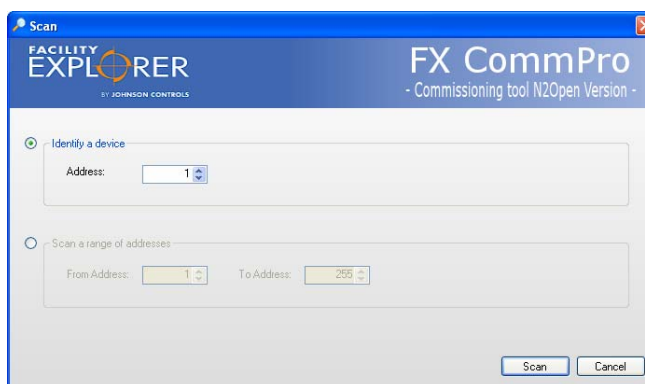 Scan
FACILITY
EXPLORER
BY JOHNSON CONTROLS
FX CommPro
- Commissioning tool N2Open Version -
Identify a device
Address: 1
Scan a range of addresses
From Address: 1 To Address: 255
Scan Cancel